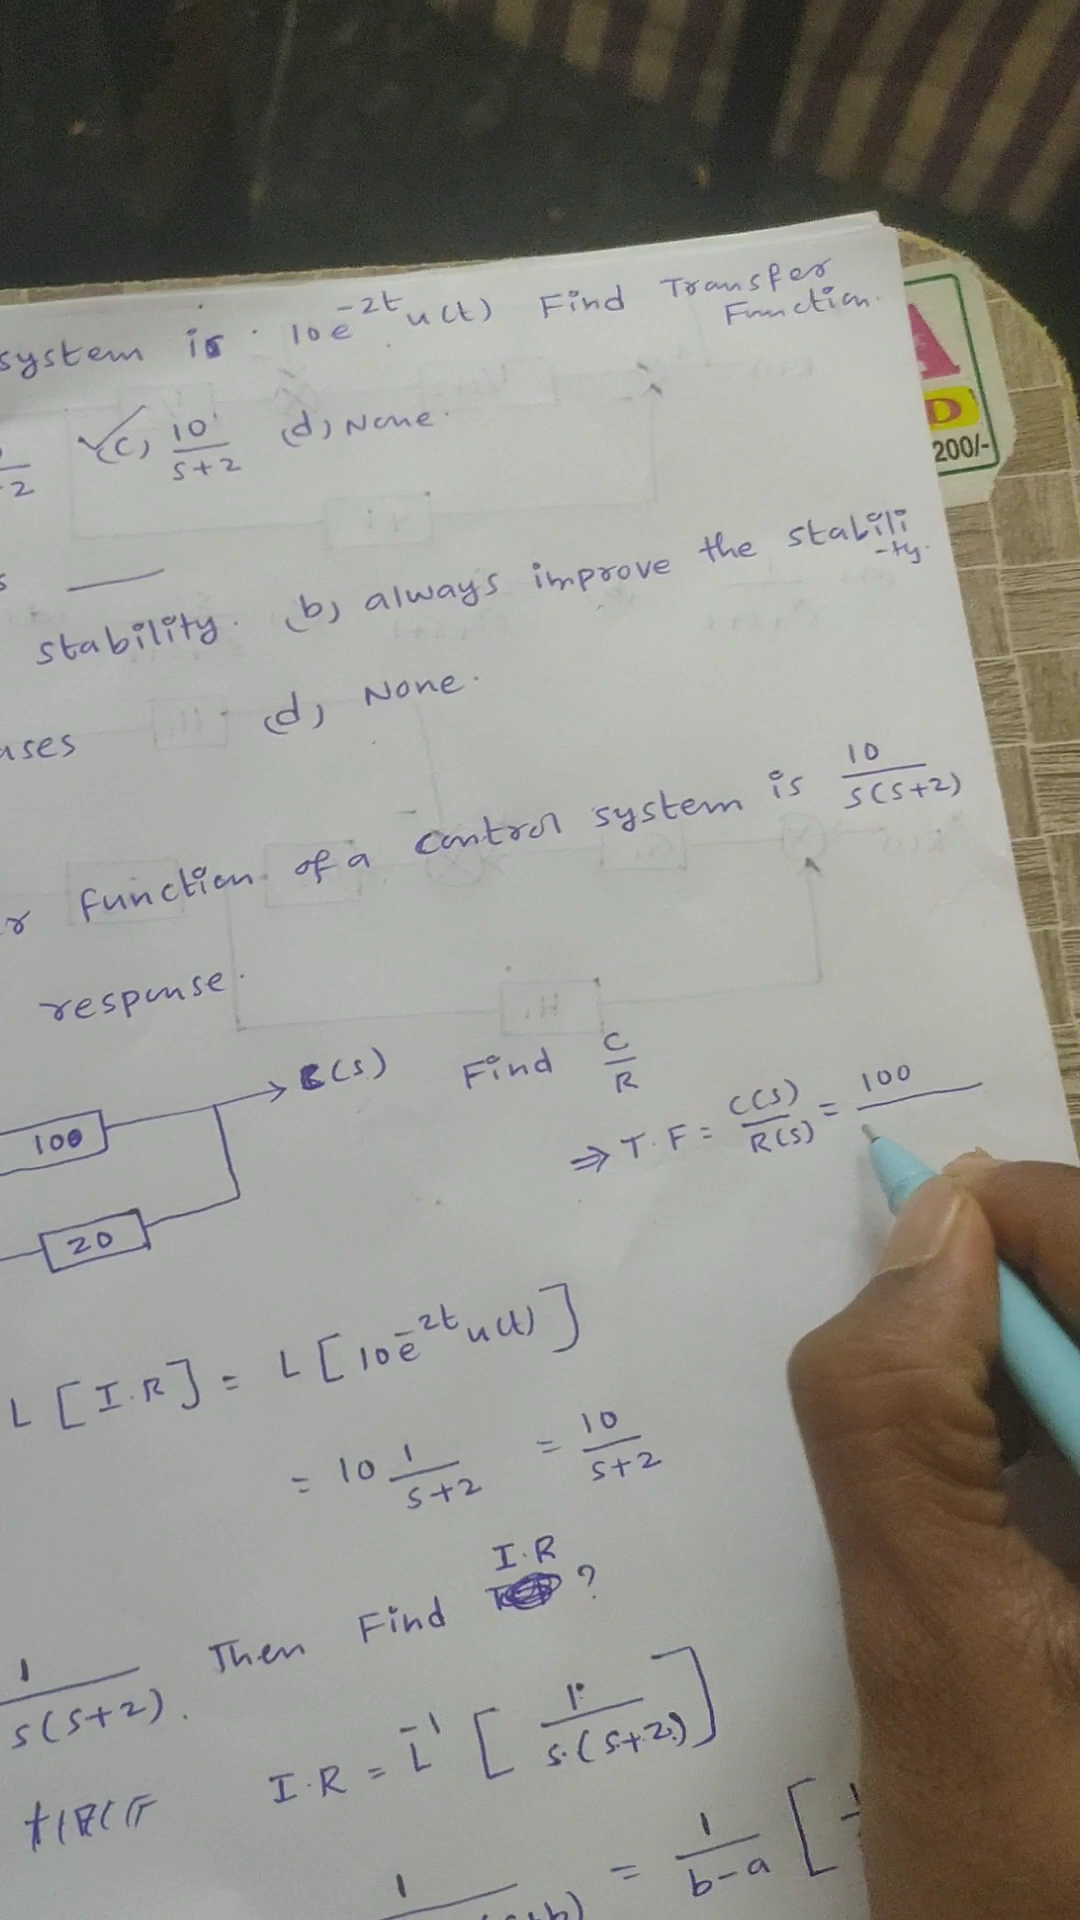 system is 10e^-2t u(t) Find Transfer
Function.
2 (c) 10/s+2 (d) None.
stability. (b) always improve the stabili
-ty.
(d) None.
function of a control system is 10/s(s+2)
response.
C(s) Find C/R
100
⇒ T.F = C(s)/R(s) = 100
20
L[I.R] = L[10e^-2t u(t)]
= 10 1/s+2 = 10/s+2
I.R
1/s(s+2). Then Find ?
I.R = L^-1 [1/s.(s+2)]
= 1/b-a [
D
200/-